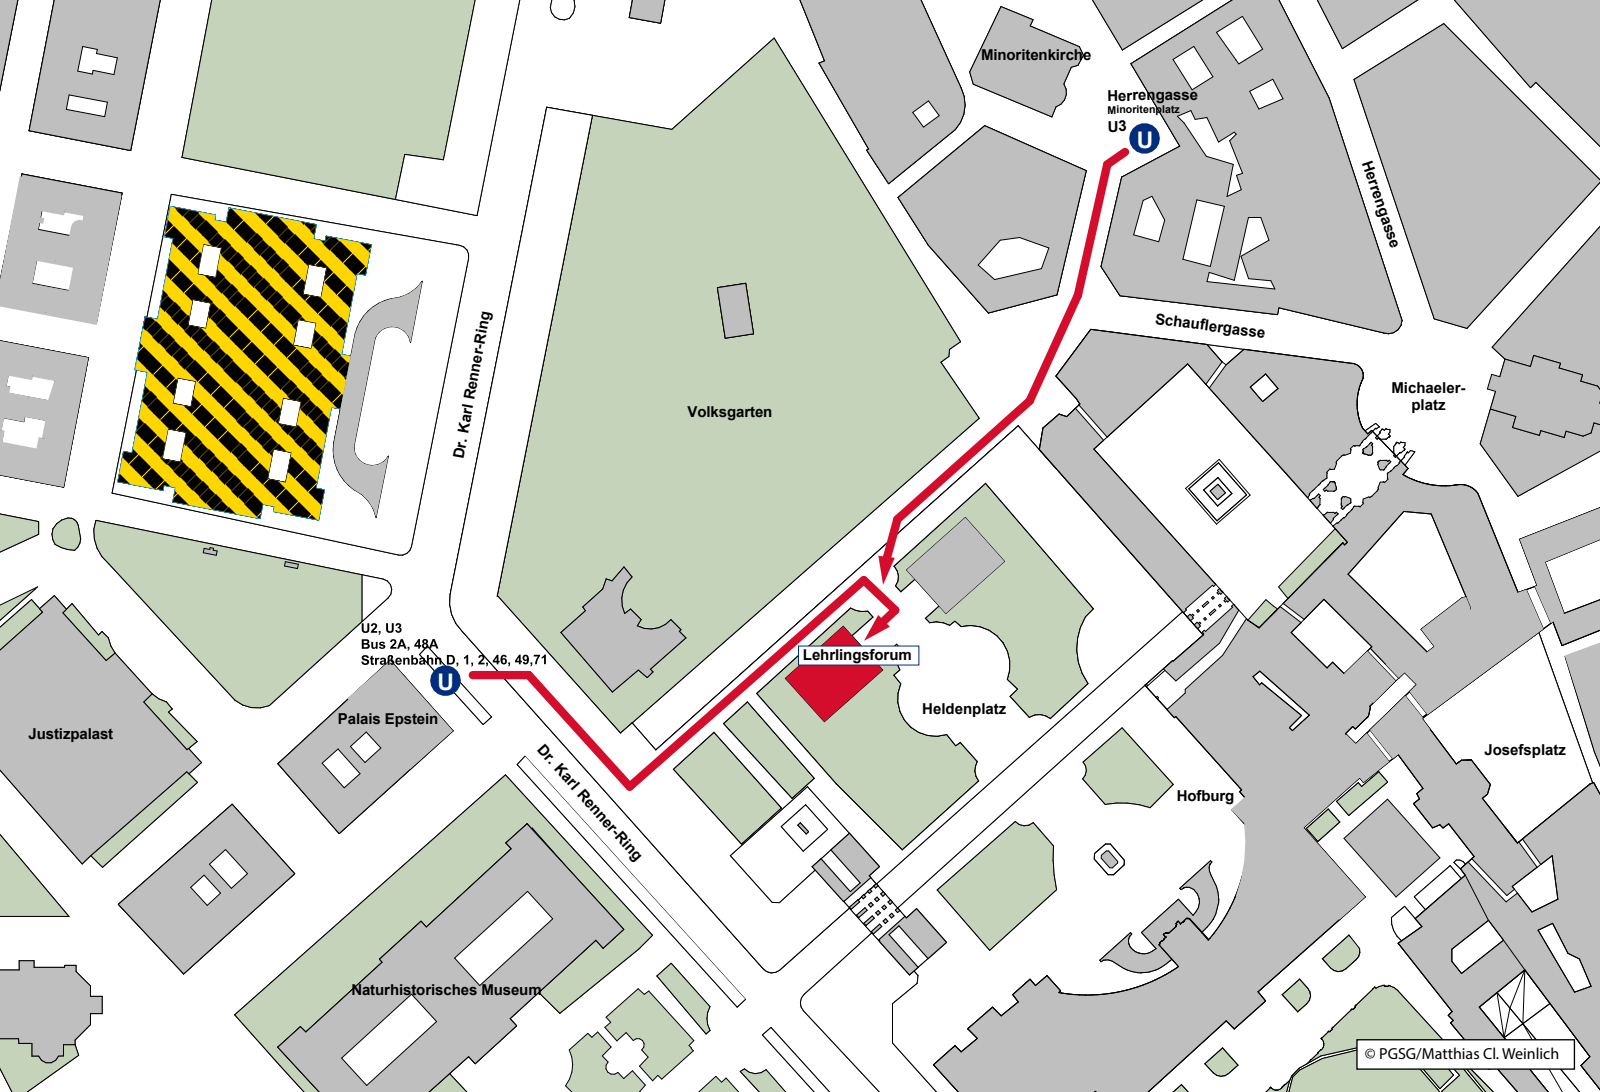 Minoritenkirche
Herrengasse
Minoritenplatz
U3
U
Herrengasse
Schauflergasse
Michaeler-
platz
Dr. Karl Renner-Ring
Volksgarten
U2, U3
Bus 2A, 48A
Straßenbahn D, 1, 2, 46, 49,71
U
Lehrlingsforum
Heldenplatz
Palais Epstein
Justizpalast
Dr. Karl Renner-Ring
Josefsplatz
Hofburg
Naturhistorisches Museum
© PGSG/Matthias Cl. Weinlich